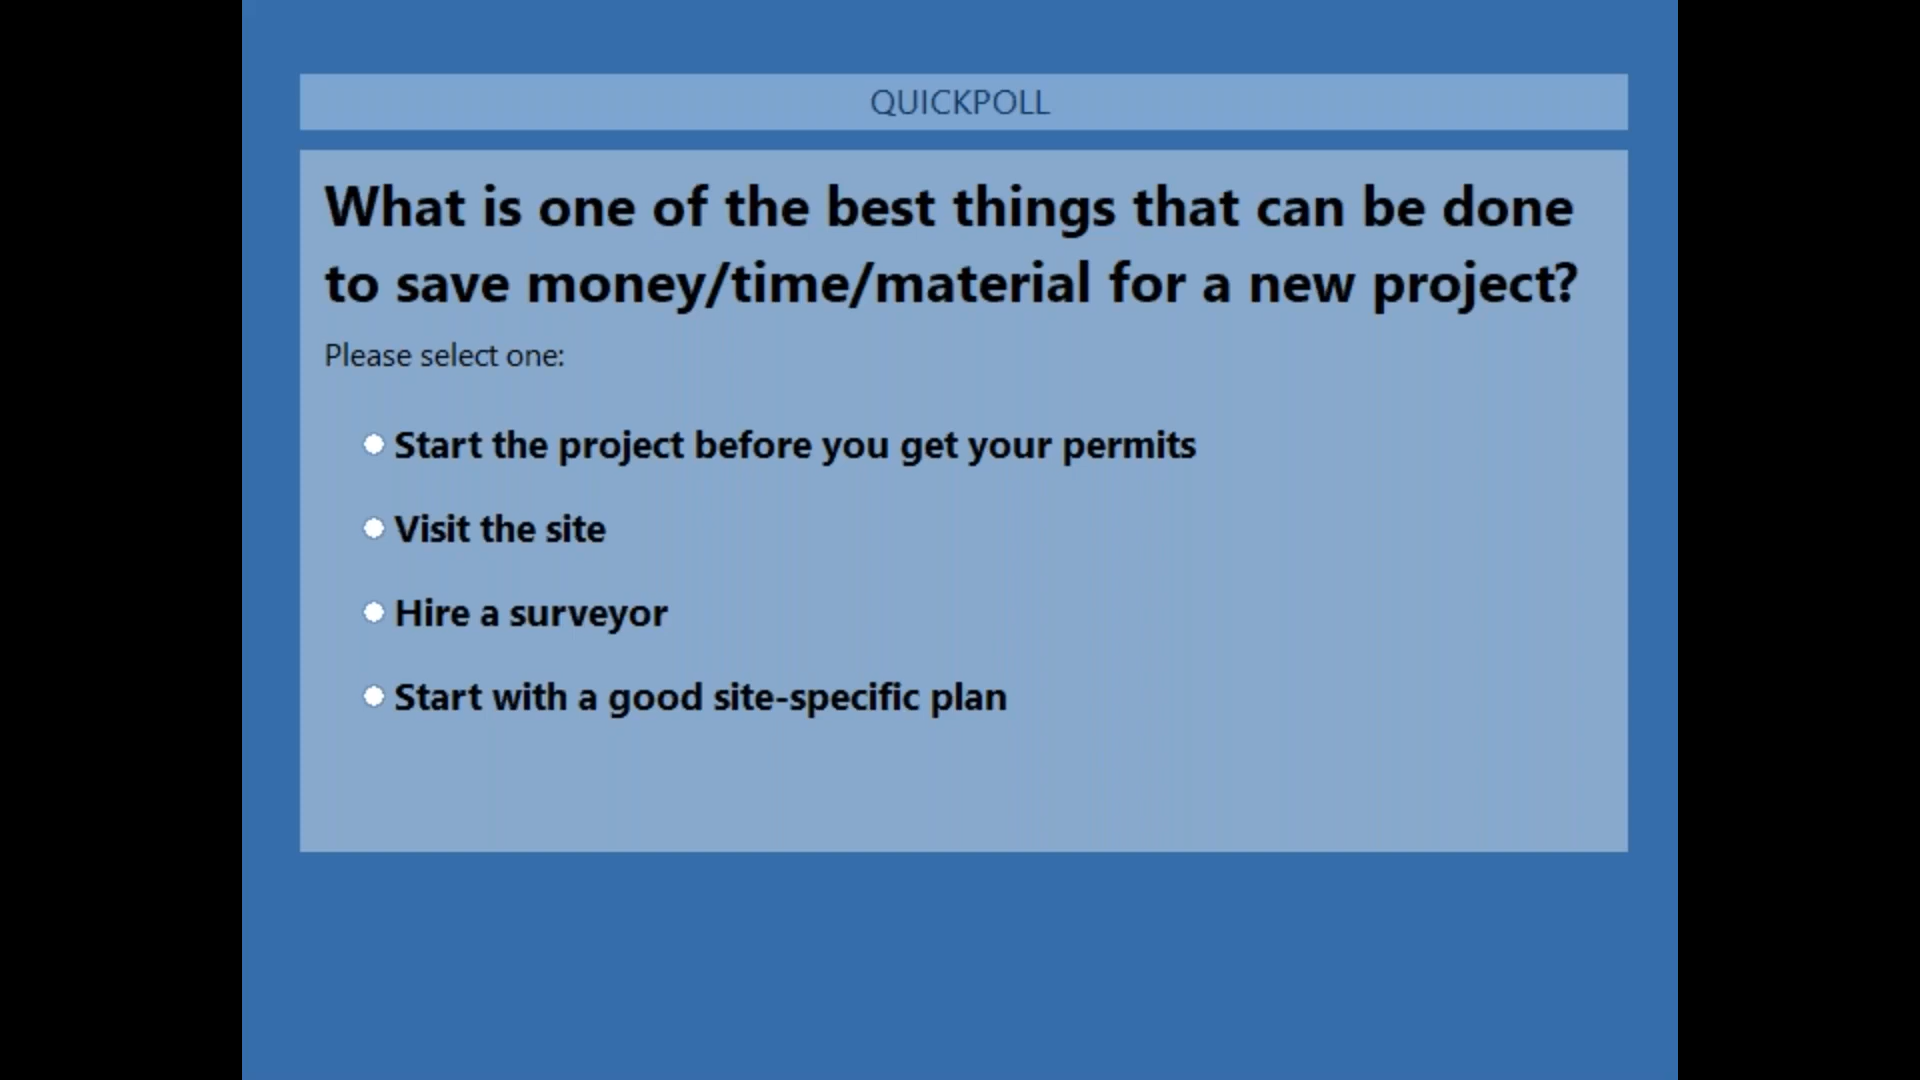 QUICKPOLL
What is one of the best things that can be done
to save money/time/material for a new project?
Please select one:
Start the project before you get your permits
Visit the site
Hire a surveyor
Start with a good site-specific plan